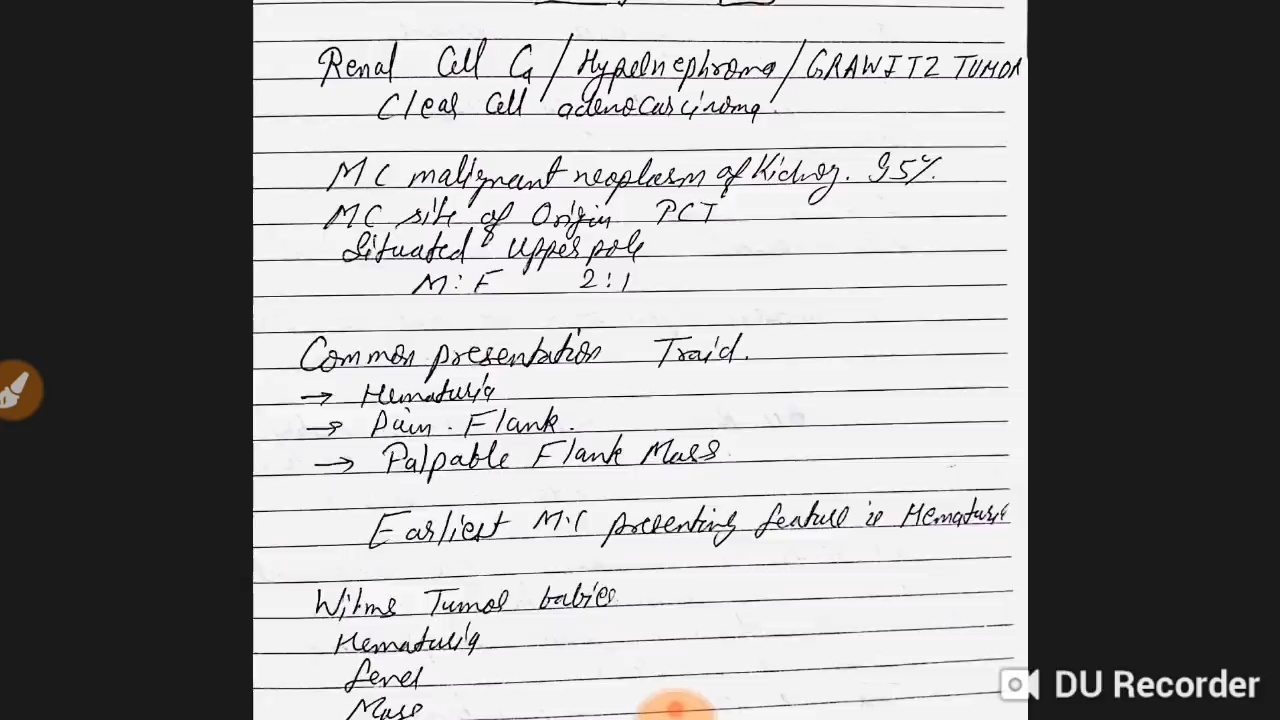 Renal Cell Ca / Hypernephroma / GRAWITZ TUMOR
Clear Cell adenocarcinoma.
MC malignant neoplasm of Kidney. 95%.
MC site of Origin PCT
Situated upper pole
M:F 2:1
Common presentation Traid.
→ Hematuria
→ Pain. Flank.
→ Palpable Flank Mass
Earliest M.C presenting feature is Hematuria
Wilms Tumor babies
Hematuria
fever
Mass
DU Recorder